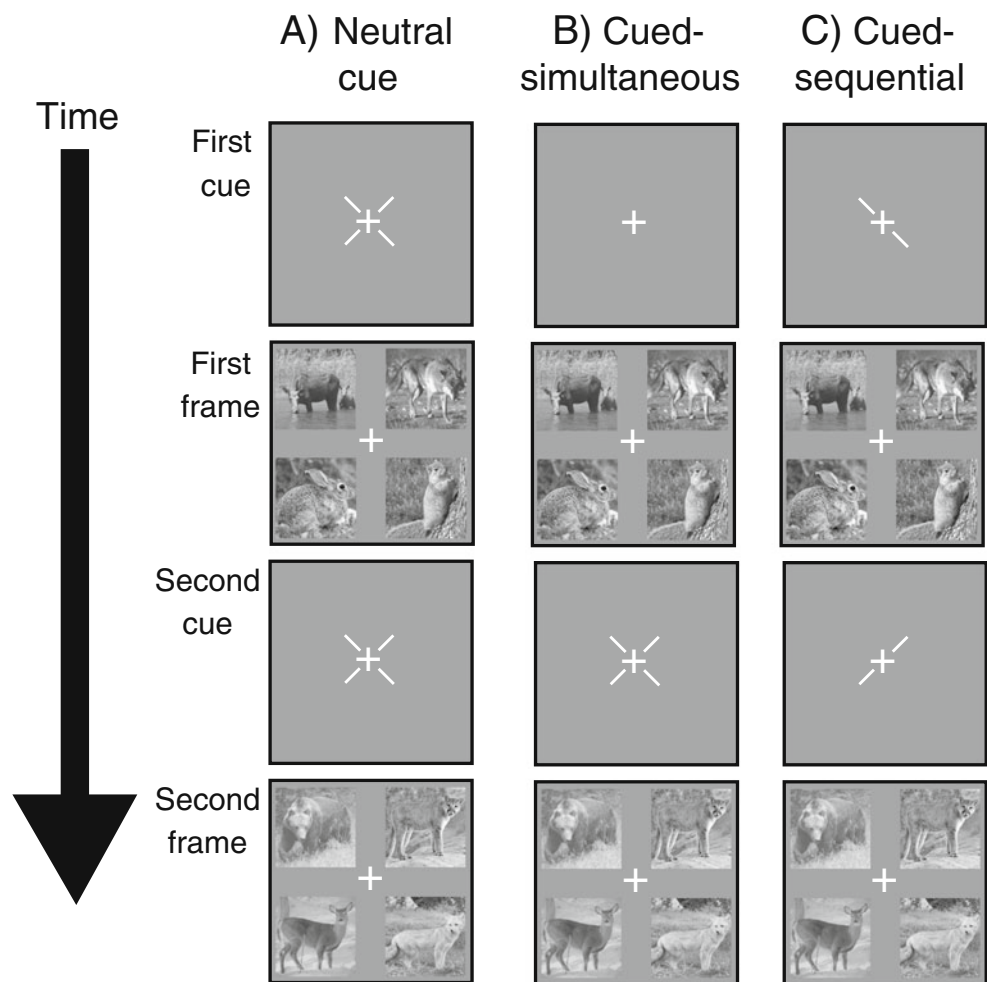 A) Neutral
cue
B) Cued-
simultaneous
C) Cued-
sequential
Time
First
cue
First
frame
Second
cue
Second
frame